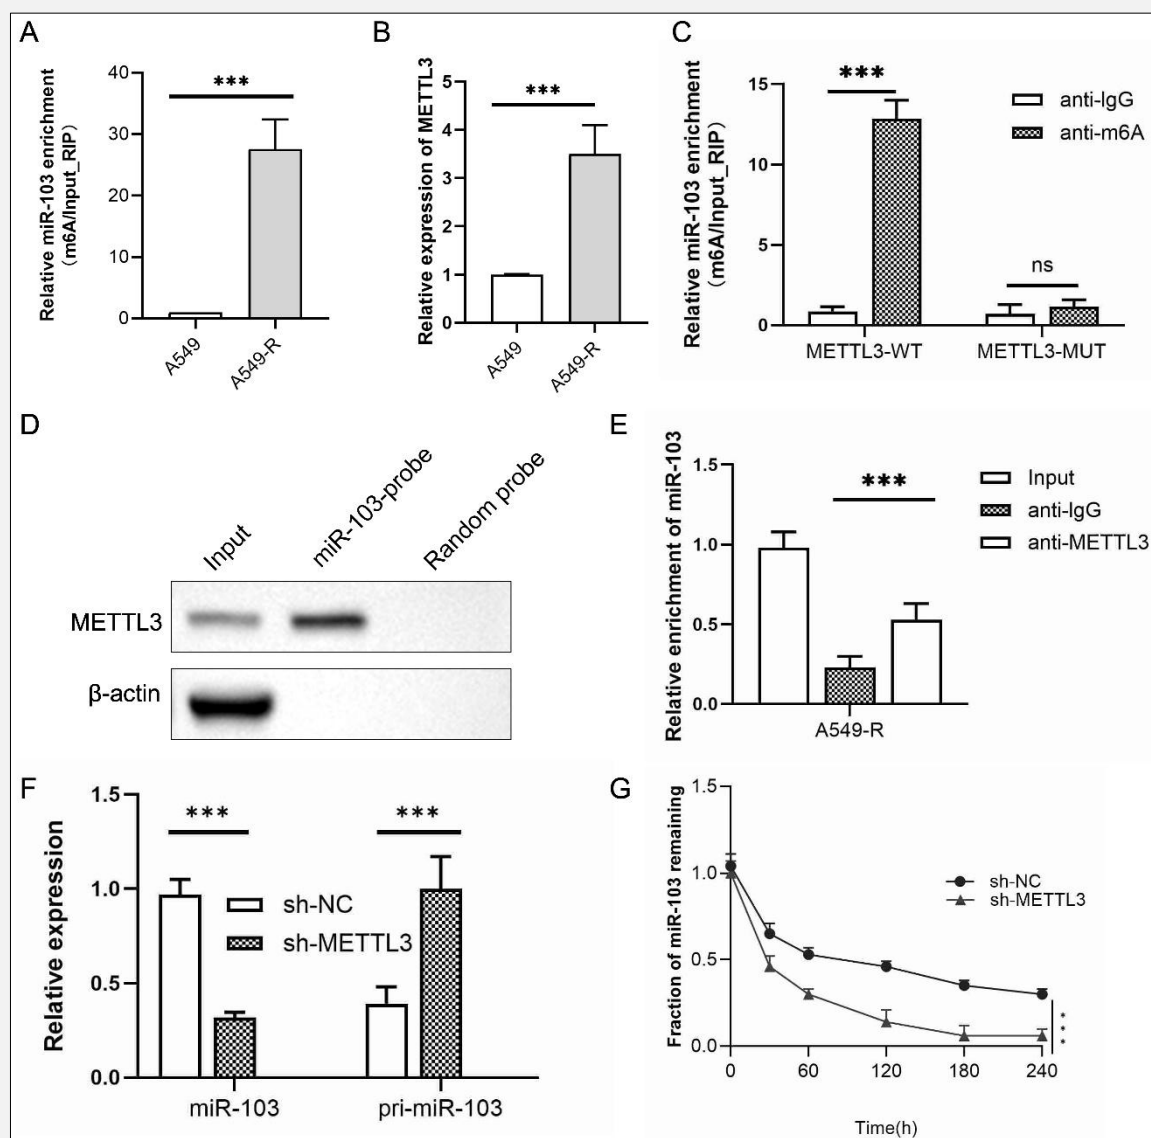 A
Relative miR-103 enrichment
(m6A/Input_RIP)
40
30
20
10
0
***
A549
A549-R
B
Relative expression of METTL3
5
4
3
2
1
0
***
A549
A549-R
C
Relative miR-103 enrichment
(m6A/Input_RIP)
15
10
5
0
***
ns
anti-IgG
anti-m6A
METTL3-WT
METTL3-MUT
D
Input
miR-103-probe
Random probe
METTL3
β-actin
E
Relative enrichment of miR-103
1.5
1.0
0.5
0.0
***
Input
anti-IgG
anti-METTL3
A549-R
F
Relative expression
1.5
1.0
0.5
0.0
***
***
sh-NC
sh-METTL3
miR-103
pri-miR-103
G
Fraction of miR-103 remaining
1.5
1.0
0.5
0.0
sh-NC
sh-METTL3
***
0
60
120
180
240
Time(h)